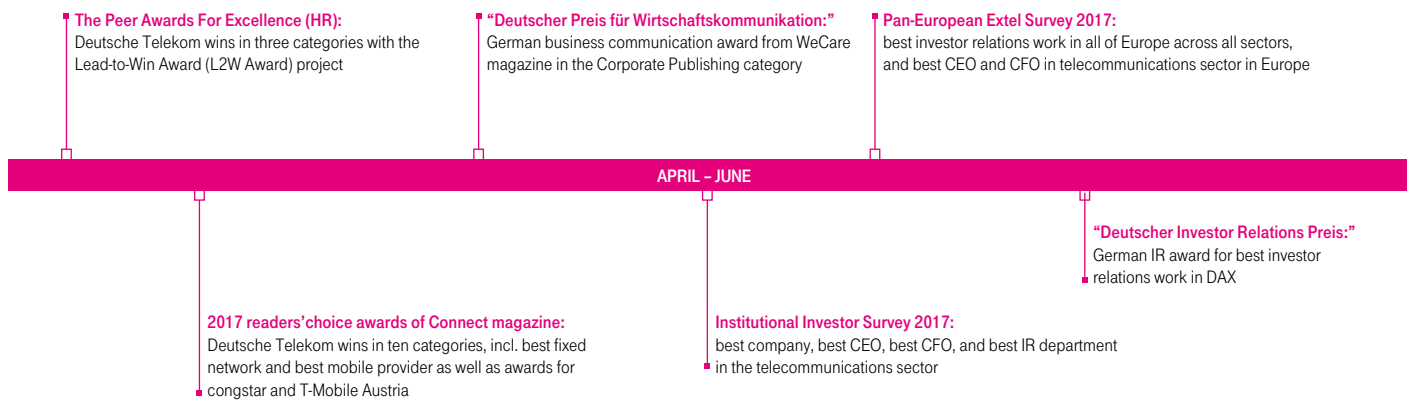 The Peer Awards For Excellence (HR):
Deutsche Telekom wins in three categories with the
Lead-to-Win Award (L2W Award) project
“Deutscher Preis für Wirtschaftskommunikation:”
German business communication award from WeCare
magazine in the Corporate Publishing category
Pan-European Extel Survey 2017:
best investor relations work in all of Europe across all sectors,
and best CEO and CFO in telecommunications sector in Europe
APRIL – JUNE
2017 readers’choice awards of Connect magazine:
Deutsche Telekom wins in ten categories, incl. best fixed
network and best mobile provider as well as awards for
congstar and T-Mobile Austria
Institutional Investor Survey 2017:
best company, best CEO, best CFO, and best IR department
in the telecommunications sector
“Deutscher Investor Relations Preis:”
German IR award for best investor
relations work in DAX